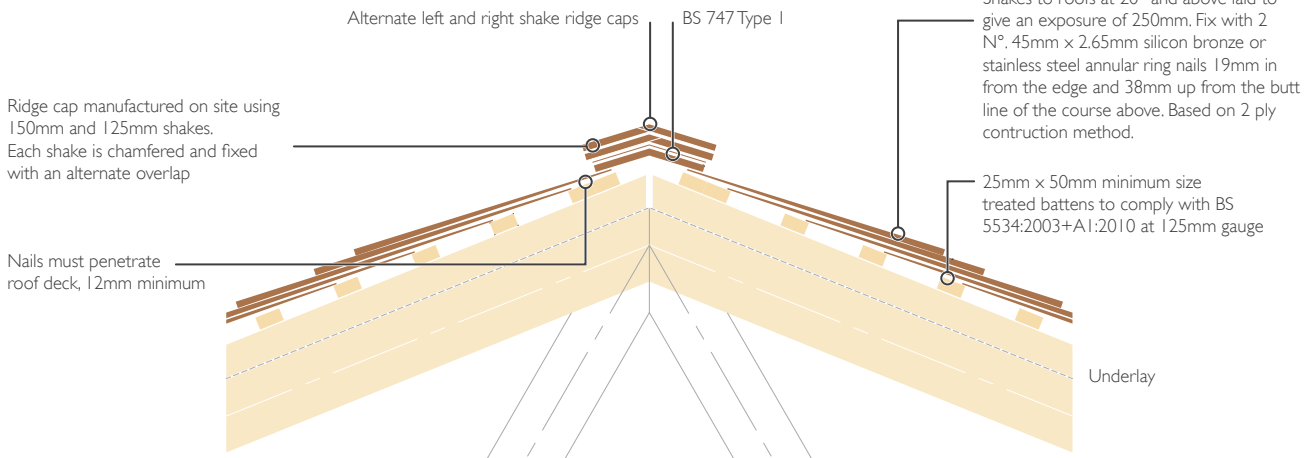 Alternate left and right shake ridge caps
BS 747 Type 1
give an exposure of 250mm. Fix with 2
N°. 45mm x 2.65mm silicon bronze or
stainless steel annular ring nails 19mm in
from the edge and 38mm up from the butt
line of the course above. Based on 2 ply
contruction method.
Ridge cap manufactured on site using
150mm and 125mm shakes.
Each shake is chamfered and fixed
with an alternate overlap
25mm x 50mm minimum size
treated battens to comply with BS
5534:2003+A1:2010 at 125mm gauge
Nails must penetrate
roof deck, 12mm minimum
Underlay